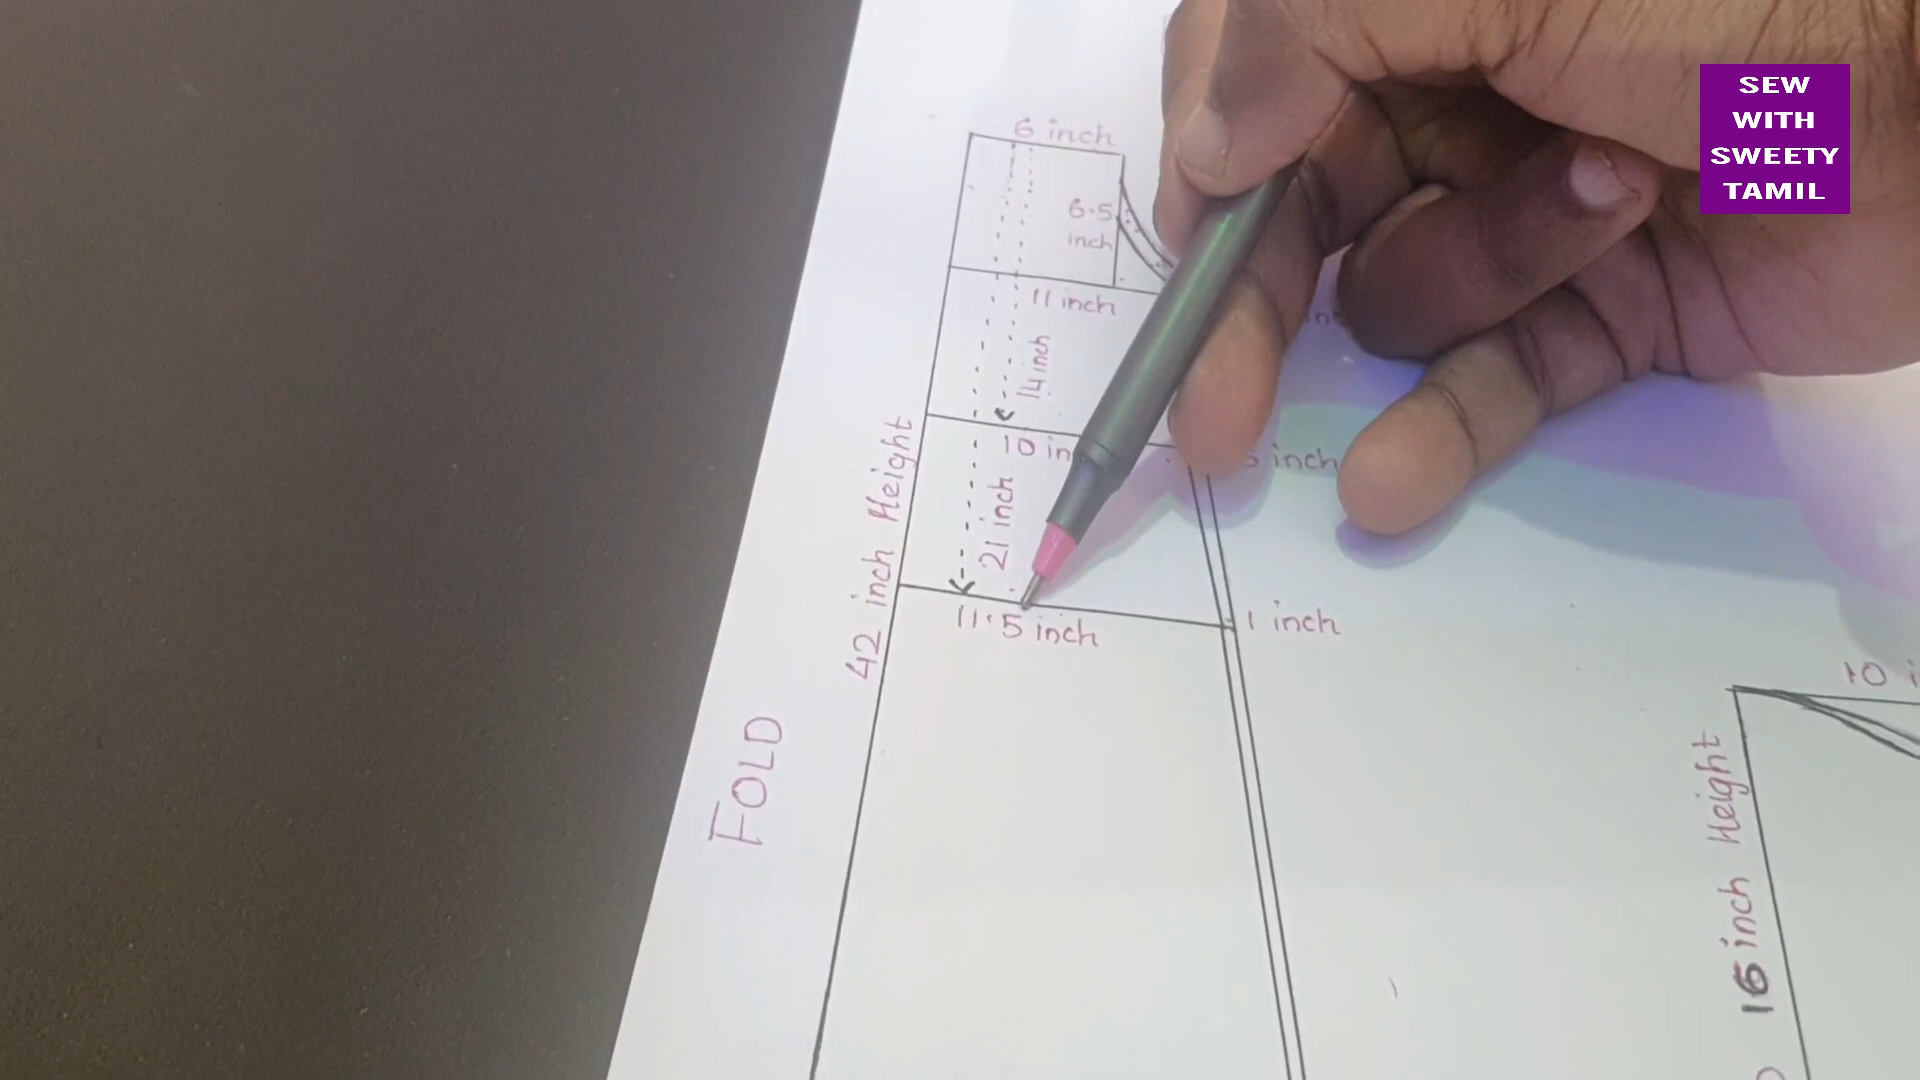 SEW
WITH
SWEETY
TAMIL
6 inch
6.5
inch
11 inch
14 inch
10 in
inch
21 inch
42 inch Height
11.5 inch
1 inch
FOLD
10 i
16 inch Height